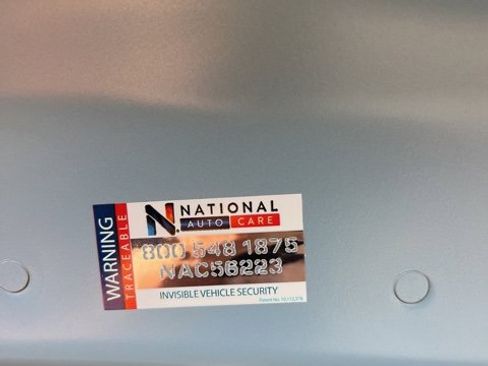 WARNING
TRACEABLE
N. NATIONAL
AUTO CARE
800 548 1875
NAC56223
INVISIBLE VEHICLE SECURITY